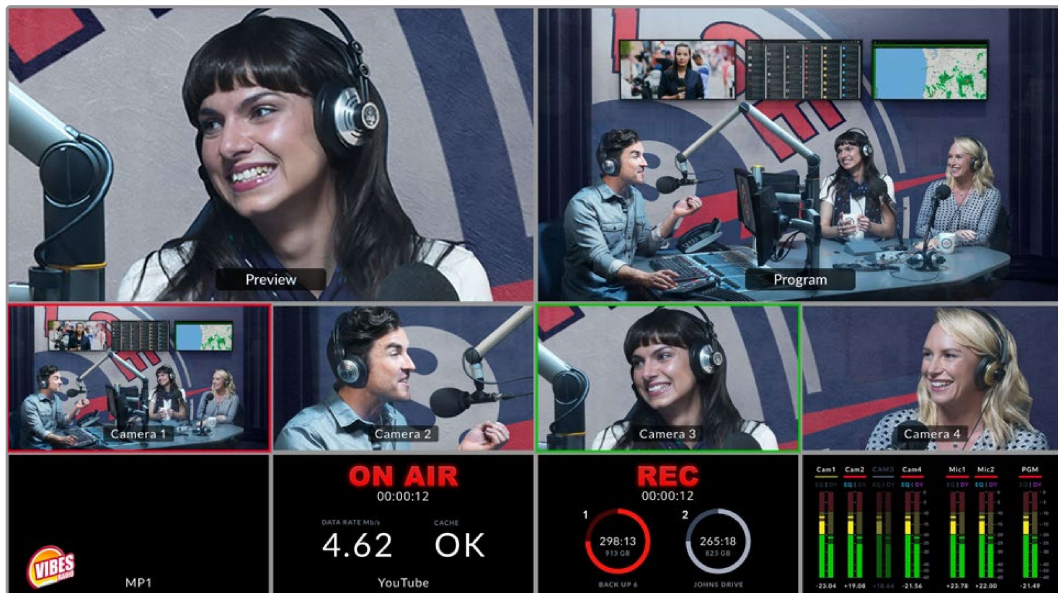 Preview
Program
Camera 1
Camera 2
Camera 3
Camera 4
VIBES
RADIO
MP1
ON AIR
00:00:12
DATA RATE Mb/s
CACHE
4.62
OK
YouTube
REC
00:00:12
1
2
298:13
913 GB
265:18
823 GB
BACK UP 6
JOHNS DRIVE
Cam1 Cam2 CAM3 Cam4 Mic1 Mic2 PGM
-23.04 +19.08 +18.64 -21.56 +23.78 +22.00 -21.49